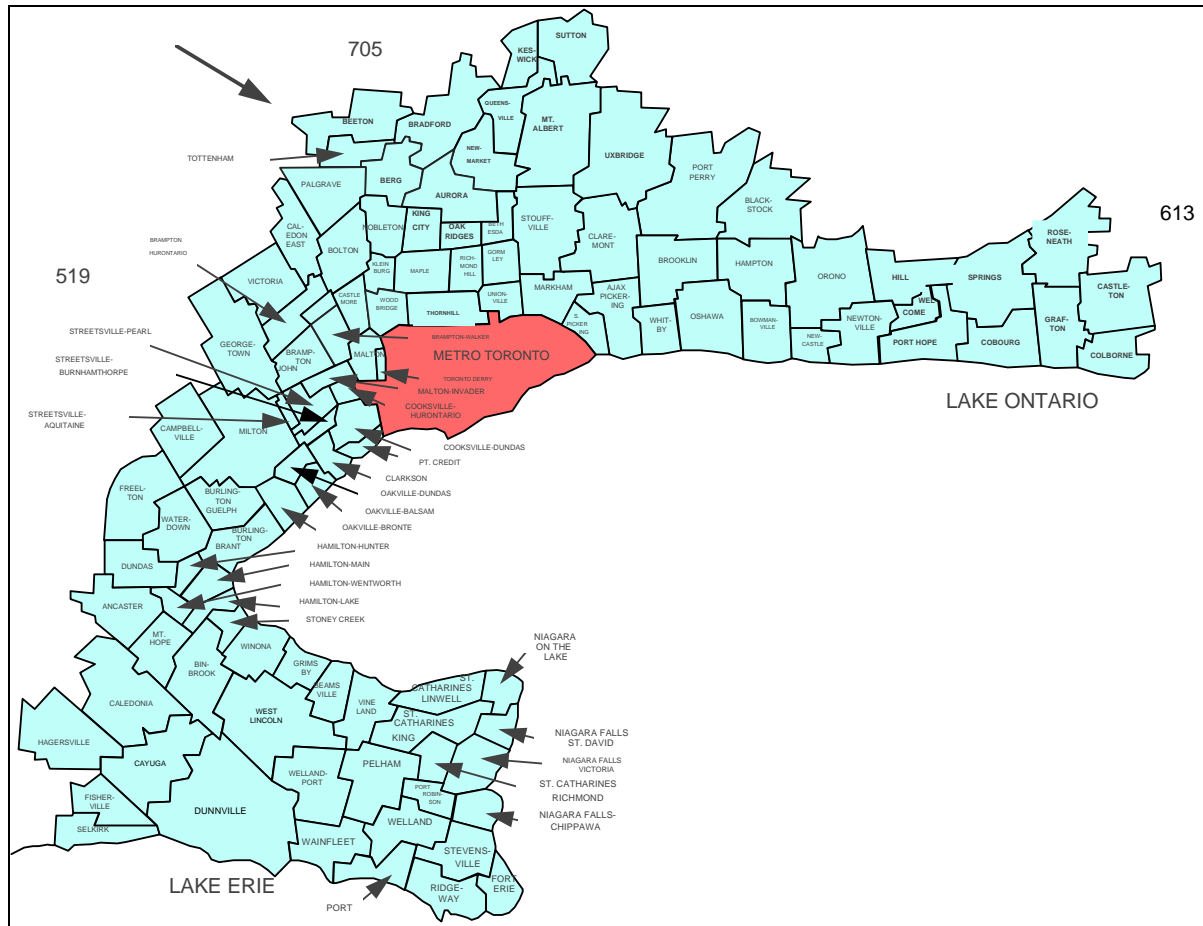 705
SUTTON
KES-
WICK
QUEENS-
VILLE
BEETON
BRADFORD
MT.
ALBERT
NEW-
MARKET
UXBRIDGE
TOTTENHAM
PORT
PERRY
BERG
PALGRAVE
AURORA
BLACK-
STOCK
ROSE-
NEATH
613
CAL-
EDON
EAST
NOBLETON
KING
CITY
OAK
RIDGES
BETH
ESDA
STOUFF-
VILLE
CLARE-
MONT
BRAMPTON
HURONTARIO
BOLTON
KLEIN
BURG
MAPLE
RICH-
MOND
HILL
GORM
LEY
BROOKLIN
HAMPTON
ORONO
HILL
SPRINGS
519
VICTORIA
CASTLE
MORE
WOOD
BRIDGE
THORNHILL
UNION-
VILLE
MARKHAM
AJAX
PICKER-
ING
WEL
COME
CASTLE-
TON
STREETSVILLE-PEARL
S.
PICKER
ING
WHIT-
BY
OSHAWA
BOWMAN-
VILLE
NEW-
CASTLE
NEWTON-
VILLE
PORT HOPE
COBOURG
GRAF-
TON
COLBORNE
GEORGE-
TOWN
BRAMP-
TON
JOHN
MALTON
BRAMPTON-WALKER
METRO TORONTO
STREETSVILLE-
BURNHAMTHORPE
TORONTO DERRY
MALTON-INVADER
COOKSVILLE-
HURONTARIO
LAKE ONTARIO
STREETSVILLE-
AQUITAINE
CAMPBELL-
VILLE
MILTON
COOKSVILLE-DUNDAS
PT. CREDIT
CLARKSON
OAKVILLE-DUNDAS
OAKVILLE-BALSAM
OAKVILLE-BRONTE
FREEL-
TON
BURLING-
TON
GUELPH
WATER-
DOWN
BURLING-
TON
BRANT
HAMILTON-HUNTER
HAMILTON-MAIN
HAMILTON-WENTWORTH
HAMILTON-LAKE
STONEY CREEK
DUNDAS
ANCASTER
MT.
HOPE
BIN-
BROOK
WINONA
GRIMS
BY
BEAMS
VILLE
VINE
LAND
ST.
CATHARINES
LINWELL
NIAGARA
ON THE
LAKE
CALEDONIA
WEST
LINCOLN
ST.
CATHARINES
KING
NIAGARA FALLS
ST. DAVID
HAGERSVILLE
CAYUGA
WELLAND-
PORT
PELHAM
NIAGARA FALLS
VICTORIA
ST. CATHARINES
RICHMOND
PORT
ROBIN-
SON
FISHER-
VILLE
SELKIRK
DUNNVILLE
WELLAND
NIAGARA FALLS-
CHIPPAWA
WAINFLEET
STEVENS-
VILLE
LAKE ERIE
RIDGE-
WAY
FORT
ERIE
PORT